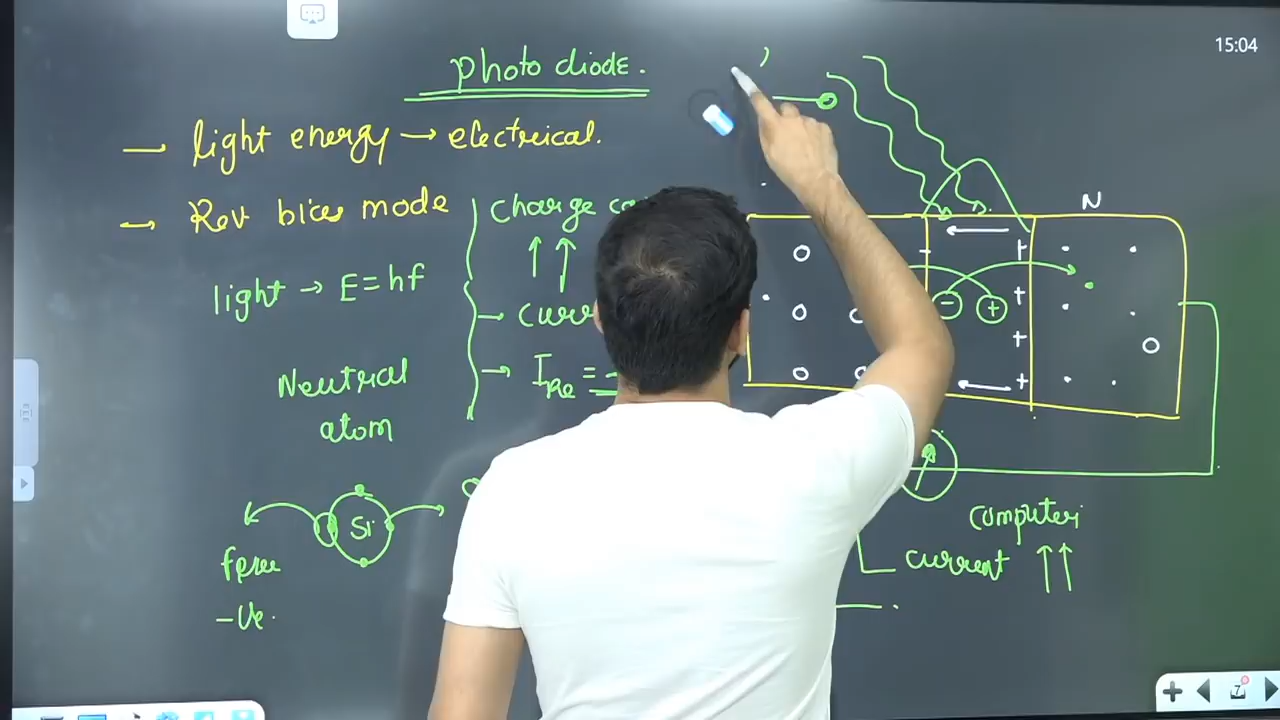 Photo diode.
15:04
— light energy → electrical.
→ Rev bias mode
Charge
light → E = hf
I Re =
Neutral
atom
Si
free
-Ve.
N
-
+
+
+
+
- +
computer
current ↑↑